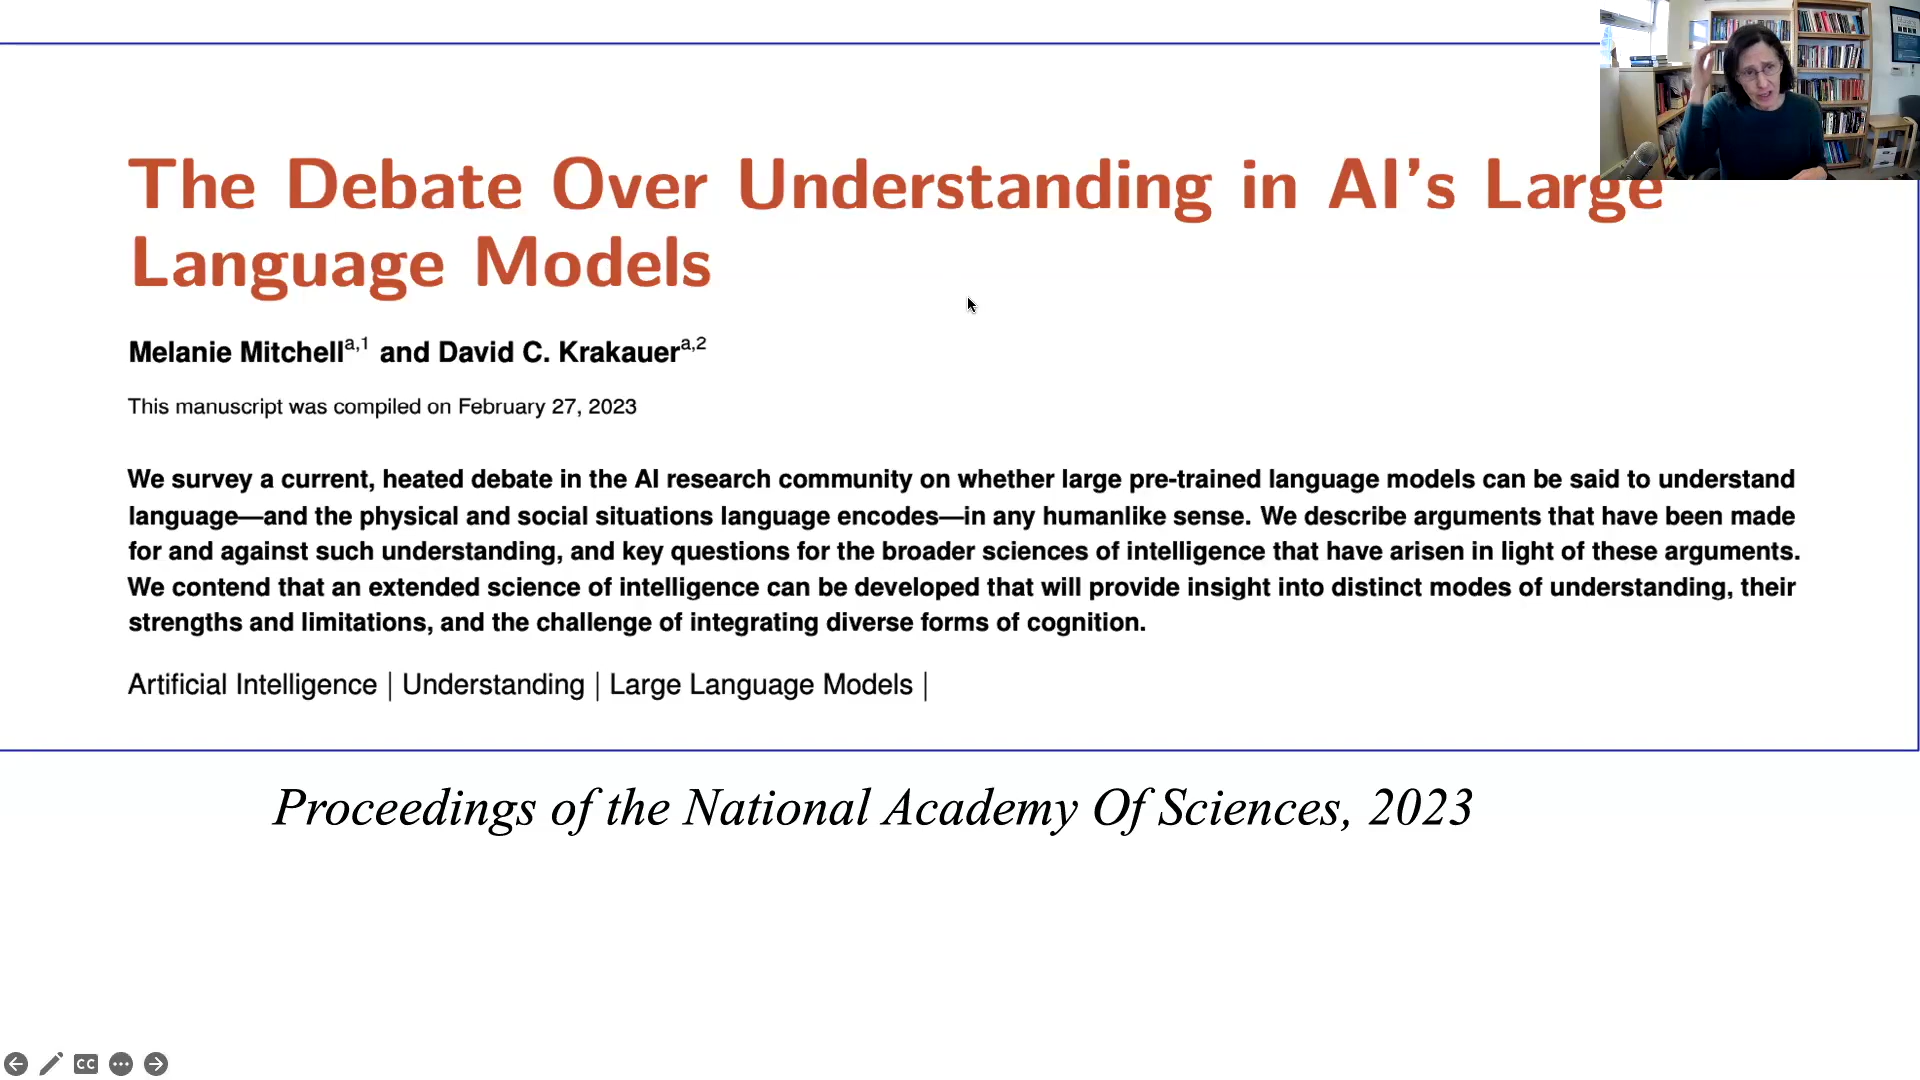 The Debate Over Understanding in AI’s Large
Language Models
Melanie Mitchellᵃ,¹ and David C. Krakauerᵃ,²
This manuscript was compiled on February 27, 2023
We survey a current, heated debate in the AI research community on whether large pre-trained language models can be said to understand
language—and the physical and social situations language encodes—in any humanlike sense. We describe arguments that have been made
for and against such understanding, and key questions for the broader sciences of intelligence that have arisen in light of these arguments.
We contend that an extended science of intelligence can be developed that will provide insight into distinct modes of understanding, their
strengths and limitations, and the challenge of integrating diverse forms of cognition.
Artificial Intelligence | Understanding | Large Language Models |
Proceedings of the National Academy Of Sciences, 2023
CC